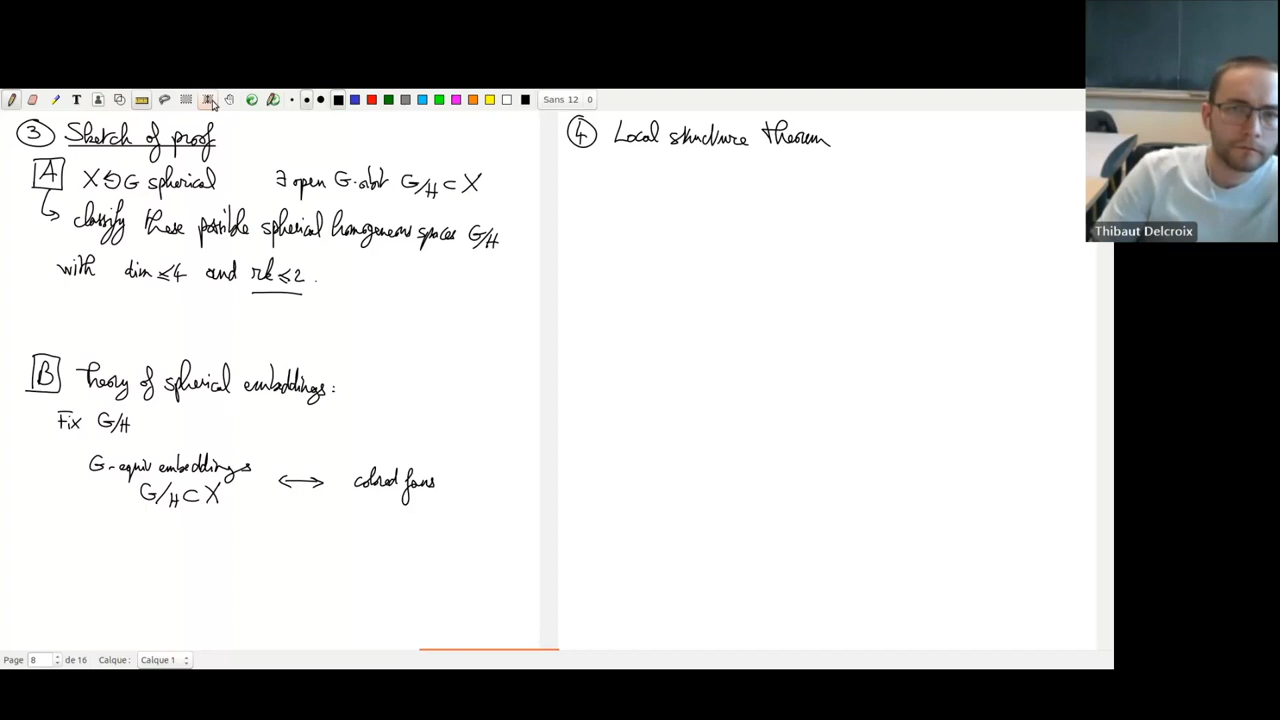 Sans 12 0
③ Sketch of proof
A X ↺ G spherical ∃ open G-orbit G/H ⊂ X
↳ classify these possible spherical homogeneous spaces G/H
with dim ≤ 4 and rk ≤ 2.
B Theory of spherical embeddings:
Fix G/H
G-equiv embeddings
G/H ⊂ X ⟷ colored fans
④ Local structure theorem
Thibaut Delcroix
Page 8 de 16 Calque : Calque 1